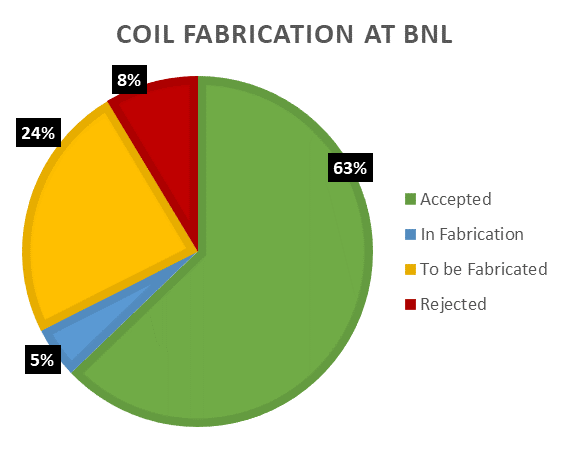 COIL FABRICATION AT BNL
8%
24%
63%
5%
Accepted
In Fabrication
To be Fabricated
Rejected